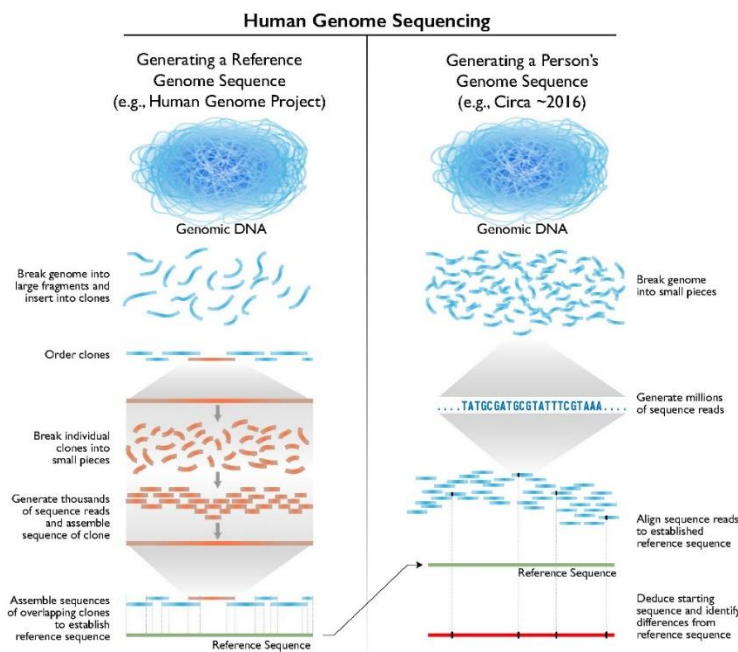 Human Genome Sequencing
Generating a Reference
Genome Sequence
(e.g., Human Genome Project)
Genomic DNA
Break genome into
large fragments and
insert into clones
Order clones
Break individual
clones into
small pieces
Generate thousands
of sequence reads
and assemble
sequence of clone
Assemble sequences
of overlapping clones
to establish
reference sequence
Reference Sequence
Generating a Person's
Genome Sequence
(e.g., Circa ~2016)
Genomic DNA
Break genome
into small pieces
Generate millions
of sequence reads
....TATGCGATGCGTATTTCGTAAA....
Align sequence reads
to established
reference sequence
Reference Sequence
Deduce starting
sequence and identify
differences from
reference sequence